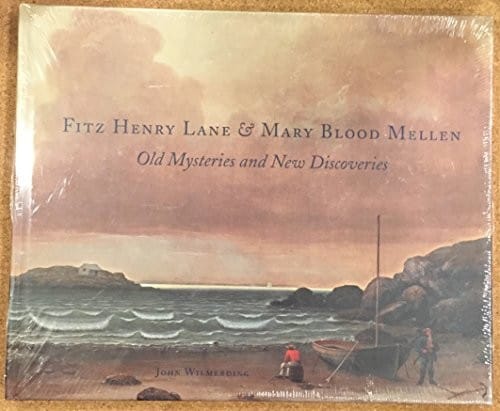 FITZ HENRY LANE & MARY BLOOD MELLEN
Old Mysteries and New Discoveries
JOHN WILMERDING